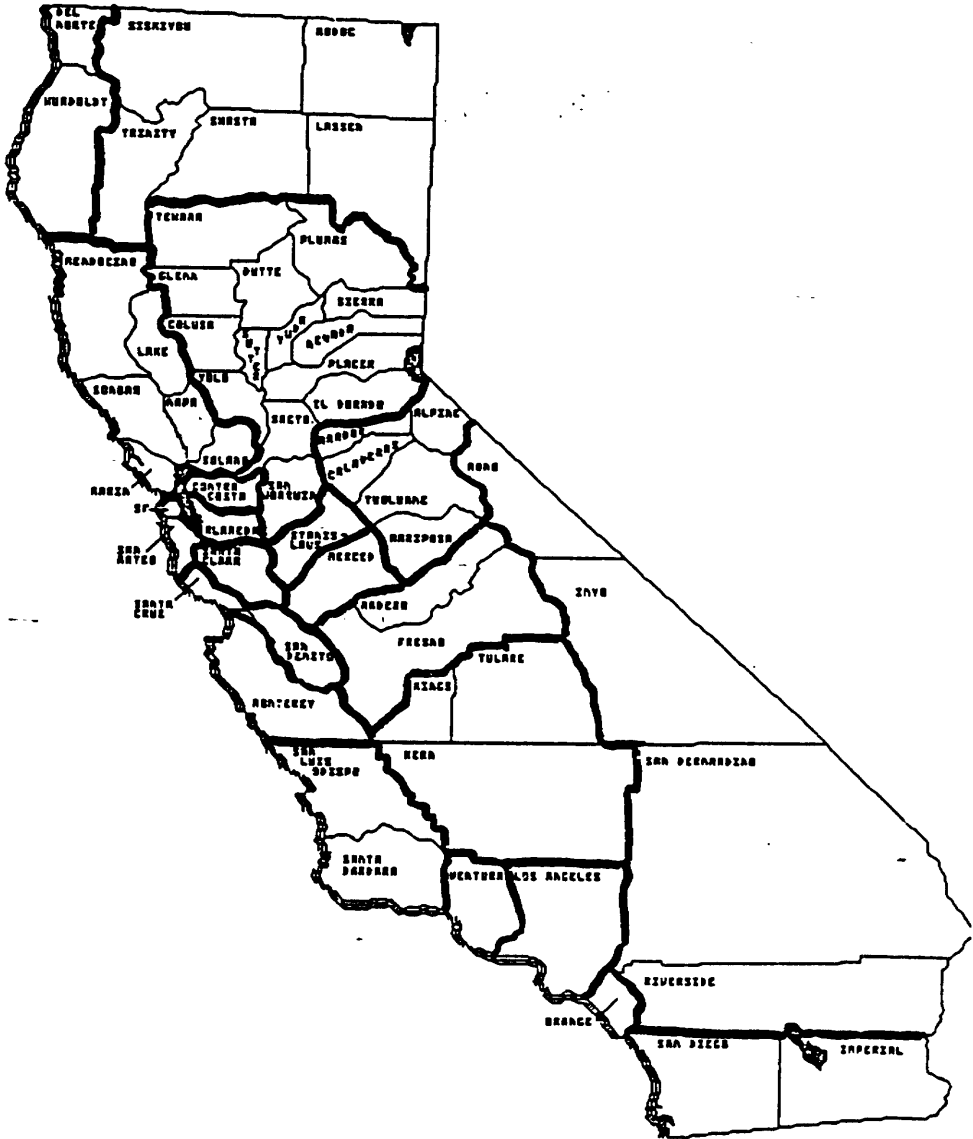 DEL
NORTE
SISKIYOU
MODOC
HUMBOLDT
TRINITY
SHASTA
LASSEN
TEHAMA
PLUMAS
MENDOCINO
GLENN
BUTTE
SIERRA
COLUSA
YUBA
NEVADA
LAKE
SUTTER
PLACER
SONOMA
NAPA
YOLO
EL DORADO
SACTO
ALPINE
AMADOR
SOLANO
CALAVERAS
MONO
MARIN
CONTRA
COSTA
SAN
JOAQUIN
TUOLUMNE
SF
ALAMEDA
STANIS
LAUS
MARIPOSA
SAN
MATEO
SANTA
CLARA
MERCED
SANTA
CRUZ
MADERA
INYO
SAN
BENITO
FRESNO
TULARE
KINGS
MONTEREY
SAN
LUIS
OBISPO
KERN
SAN BERNARDINO
SANTA
BARBARA
VENTURA
LOS ANGELES
RIVERSIDE
ORANGE
SAN DIEGO
IMPERIAL